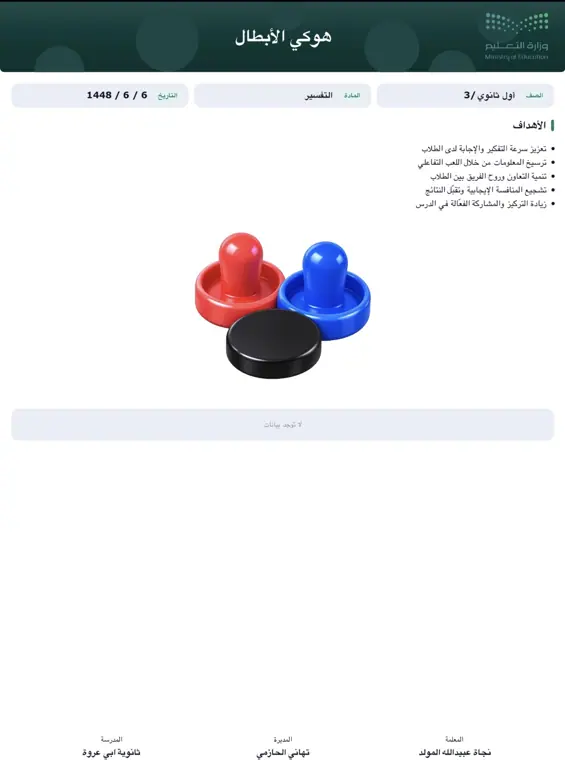 هوكي الأبطال
وزارة التعليم
Ministry of Education
الصف أول ثانوي /3
المادة التفسير
التاريخ 6 / 6 / 1448
الأهداف
• تعزيز سرعة التفكير والإجابة لدى الطلاب
• ترسيخ المعلومات من خلال اللعب التفاعلي
• تنمية التعاون وروح الفريق بين الطلاب
• تشجيع المنافسة الإيجابية وتقبّل النتائج
• زيادة التركيز والمشاركة الفعّالة في الدرس
لا توجد بيانات
المعلمة
نجاة عبيدالله المولد
المديرة
تهاني الحازمي
المدرسة
ثانوية ابي عروة